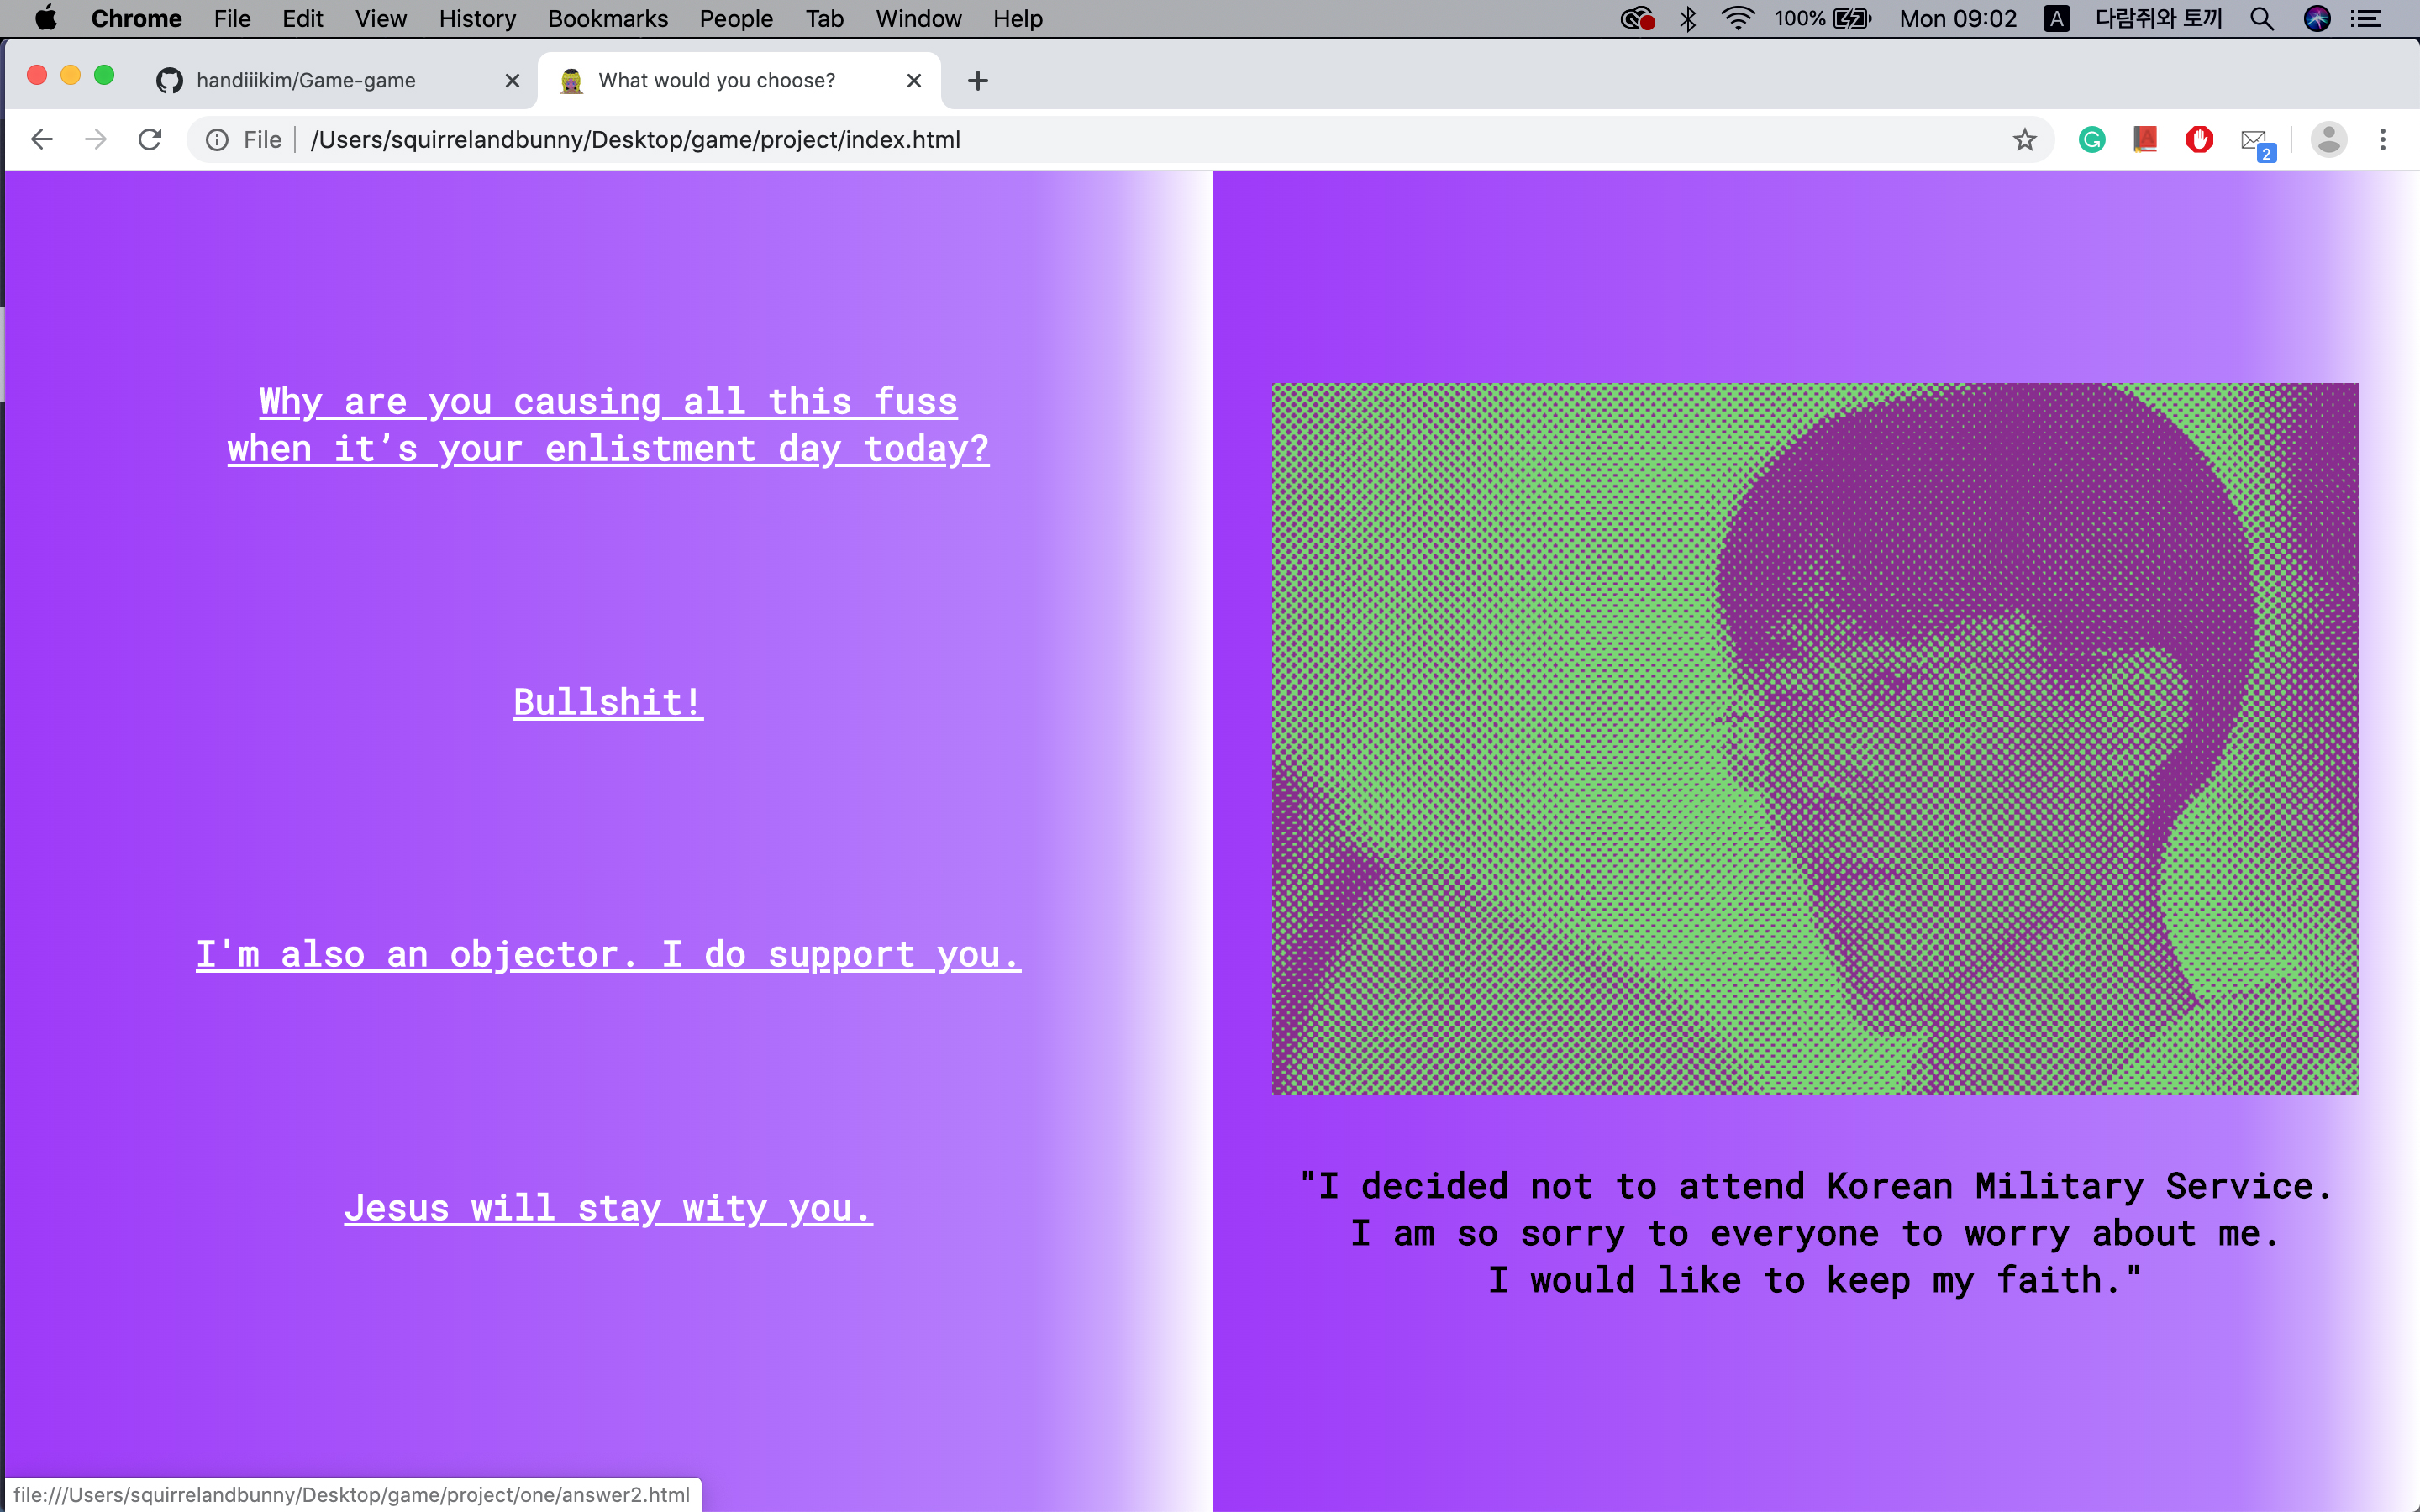 Chrome File Edit View History Bookmarks People Tab Window Help 100% Mon 09:02 A 다람쥐와 토끼
handiiikim/Game-game What would you choose?
File /Users/squirrelandbunny/Desktop/game/project/index.html 2
Why are you causing all this fuss
when it’s your enlistment day today?
Bullshit!
I'm also an objector. I do support you.
Jesus will stay wity you.
"I decided not to attend Korean Military Service.
I am so sorry to everyone to worry about me.
I would like to keep my faith."
file:///Users/squirrelandbunny/Desktop/game/project/one/answer2.html